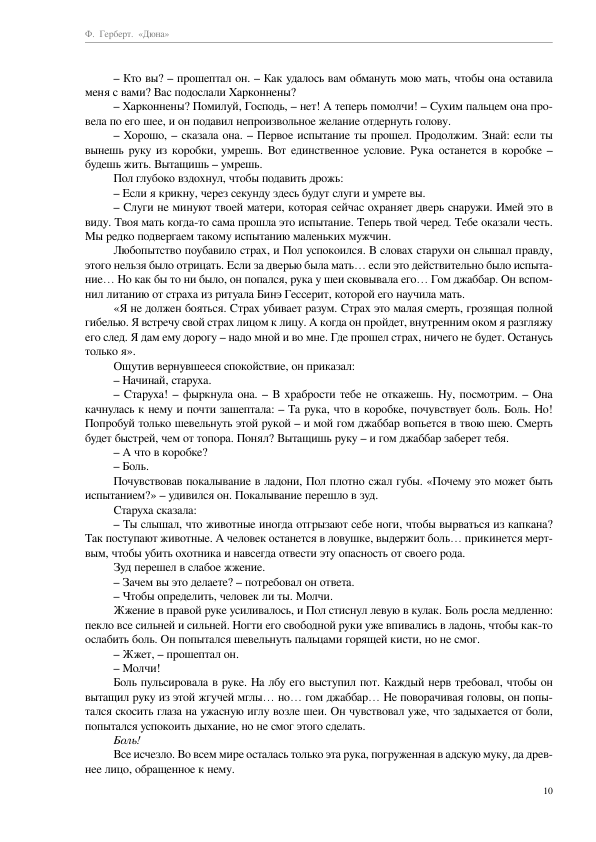 Ф. Герберт. «Дюна»
– Кто вы? – прошептал он. – Как удалось вам обмануть мою мать, чтобы она оставила
меня с вами? Вас подослали Харконнены?
– Харконнены? Помилуй, Господь, – нет! А теперь помолчи! – Сухим пальцем она про-
вела по его шее, и он подавил непроизвольное желание отдернуть голову.
– Хорошо, – сказала она. – Первое испытание ты прошел. Продолжим. Знай: если ты
вынешь руку из коробки, умрешь. Вот единственное условие. Рука останется в коробке –
будешь жить. Вытащишь – умрешь.
Пол глубоко вздохнул, чтобы подавить дрожь:
– Если я крикну, через секунду здесь будут слуги и умрете вы.
– Слуги не минуют твоей матери, которая сейчас охраняет дверь снаружи. Имей это в
виду. Твоя мать когда-то сама прошла это испытание. Теперь твой черед. Тебе оказали честь.
Мы редко подвергаем такому испытанию маленьких мужчин.
Любопытство поубавило страх, и Пол успокоился. В словах старухи он слышал правду,
этого нельзя было отрицать. Если за дверью была мать… если это действительно было испыта-
ние… Но как бы то ни было, он попался, рука у шеи сковывала его… Гом джаббар. Он вспом-
нил литанию от страха из ритуала Бинэ Гессерит, которой его научила мать.
«Я не должен бояться. Страх убивает разум. Страх это малая смерть, грозящая полной
гибелью. Я встречу свой страх лицом к лицу. А когда он пройдет, внутренним оком я разгляжу
его след. Я дам ему дорогу – надо мной и во мне. Где прошел страх, ничего не будет. Останусь
только я».
Ощутив вернувшееся спокойствие, он приказал:
– Начинай, старуха.
– Старуха! – фыркнула она. – В храбрости тебе не откажешь. Ну, посмотрим. – Она
качнулась к нему и почти зашептала: – Та рука, что в коробке, почувствует боль. Боль. Но!
Попробуй только шевельнуть этой рукой – и мой гом джаббар вопьется в твою шею. Смерть
будет быстрей, чем от топора. Понял? Вытащишь руку – и гом джаббар заберет тебя.
– А что в коробке?
– Боль.
Почувствовав покалывание в ладони, Пол плотно сжал губы. «Почему это может быть
испытанием?» – удивился он. Покалывание перешло в зуд.
Старуха сказала:
– Ты слышал, что животные иногда отгрызают себе ноги, чтобы вырваться из капкана?
Так поступают животные. А человек останется в ловушке, выдержит боль… прикинется мерт-
вым, чтобы убить охотника и навсегда отвести эту опасность от своего рода.
Зуд перешел в слабое жжение.
– Зачем вы это делаете? – потребовал он ответа.
– Чтобы определить, человек ли ты. Молчи.
Жжение в правой руке усиливалось, и Пол стиснул левую в кулак. Боль росла медленно:
пекло все сильней и сильней. Ногти его свободной руки уже впивались в ладонь, чтобы как-то
ослабить боль. Он попытался шевельнуть пальцами горящей кисти, но не смог.
– Жжет, – прошептал он.
– Молчи!
Боль пульсировала в руке. На лбу его выступил пот. Каждый нерв требовал, чтобы он
вытащил руку из этой жгучей мглы… но… гом джаббар… Не поворачивая головы, он попы-
тался скосить глаза на ужасную иглу возле шеи. Он чувствовал уже, что задыхается от боли,
попытался успокоить дыхание, но не смог этого сделать.
Боль!
Все исчезло. Во всем мире осталась только эта рука, погруженная в адскую муку, да древ-
нее лицо, обращенное к нему.
10